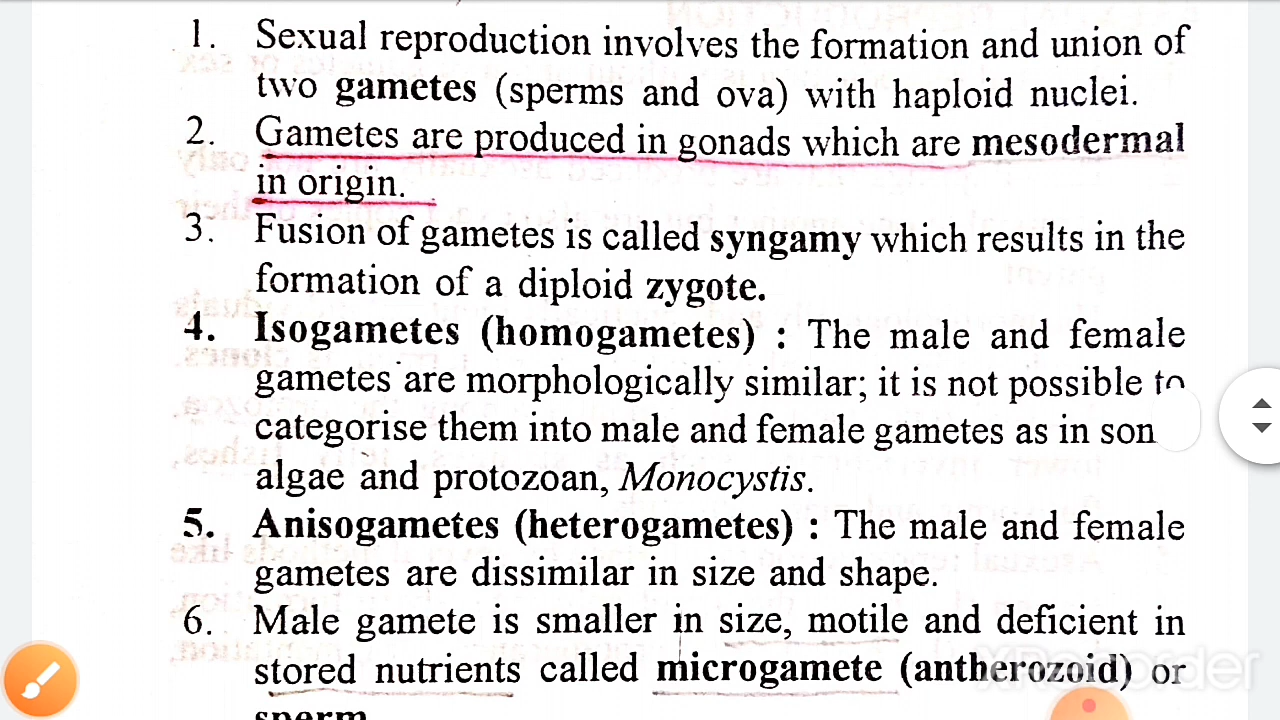 1. Sexual reproduction involves the formation and union of
two gametes (sperms and ova) with haploid nuclei.
2. Gametes are produced in gonads which are mesodermal
in origin.
3. Fusion of gametes is called syngamy which results in the
formation of a diploid zygote.
4. Isogametes (homogametes) : The male and female
gametes are morphologically similar; it is not possible to
categorise them into male and female gametes as in
algae and protozoan, Monocystis.
5. Anisogametes (heterogametes) : The male and female
gametes are dissimilar in size and shape.
6. Male gamete is smaller in size, motile and deficient in
stored nutrients called microgamete (antherozoid) or
sperm
XRecorder